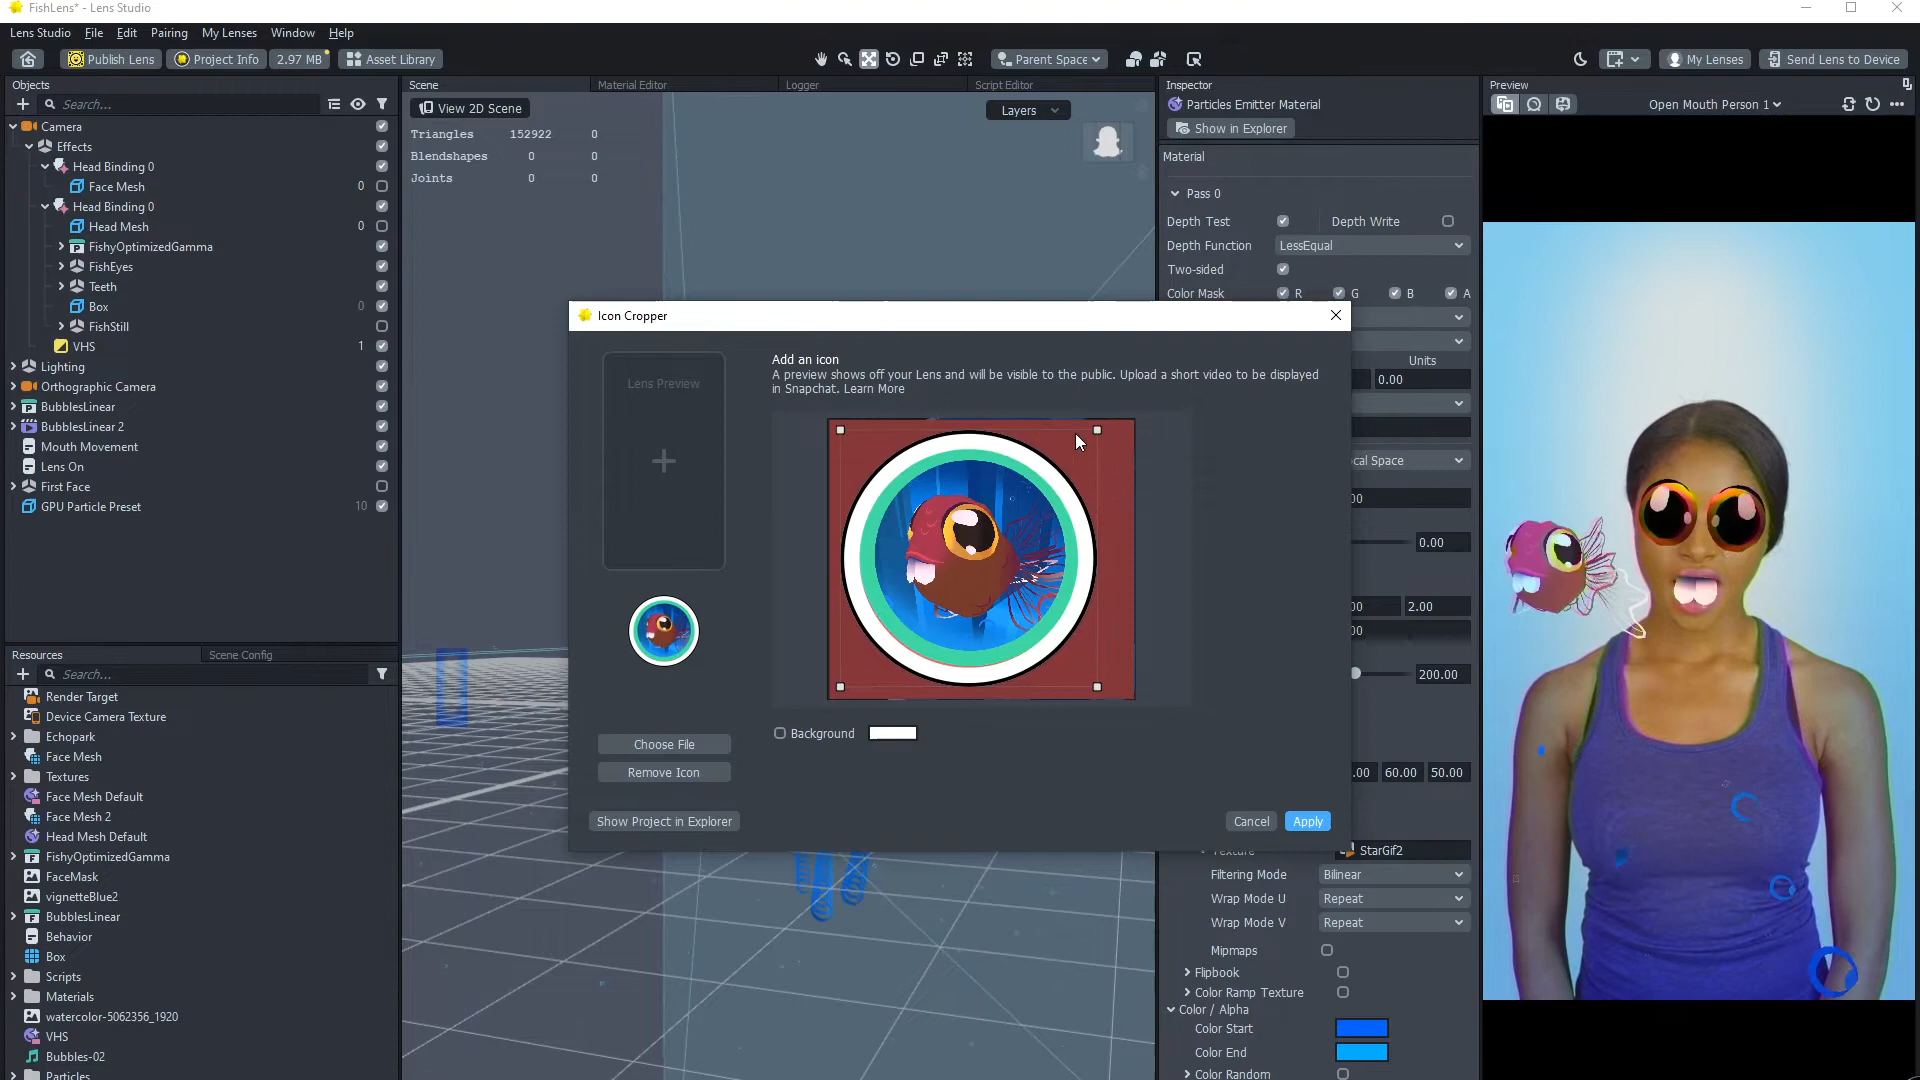 FishLens* - Lens Studio
Lens Studio File Edit Pairing My Lenses Window Help
Publish Lens Project Info 2.97 MB Asset Library Parent Space My Lenses Send Lens to Device
Objects
Search...
Camera
Effects
Head Binding 0
Face Mesh 0
Head Binding 0
Head Mesh 0
FishyOptimizedGamma
FishEyes
Teeth
Box 0
FishStill
VHS 1
Lighting
Orthographic Camera
BubblesLinear
BubblesLinear 2
Mouth Movement
Lens On
First Face
GPU Particle Preset 10
Resources Scene Config
Search...
Render Target
Device Camera Texture
Echopark
Face Mesh
Textures
Face Mesh Default
Face Mesh 2
Head Mesh Default
FishyOptimizedGamma
FaceMask
vignetteBlue2
BubblesLinear
Behavior
Box
Scripts
Materials
watercolor-5062356_1920
VHS
Bubbles-02
Particles
Scene Material Editor Logger Script Editor
View 2D Scene Layers
Triangles 152922 0
Blendshapes 0 0
Joints 0 0
Icon Cropper
Lens Preview
Add an icon
A preview shows off your Lens and will be visible to the public. Upload a short video to be displayed
in Snapchat. Learn More
Background
Choose File
Remove Icon
Show Project in Explorer
Cancel Apply
Inspector
Particles Emitter Material
Show in Explorer
Material
Pass 0
Depth Test Depth Write
Depth Function LessEqual
Two-sided
Color Mask R G B A
Units
0.00
cal Space
00
0.00
00 2.00
00
200.00
.00 60.00 50.00
Texture StarGif2
Filtering Mode Bilinear
Wrap Mode U Repeat
Wrap Mode V Repeat
Mipmaps
Flipbook
Color Ramp Texture
Color / Alpha
Color Start
Color End
Color Random
Preview
Open Mouth Person 1